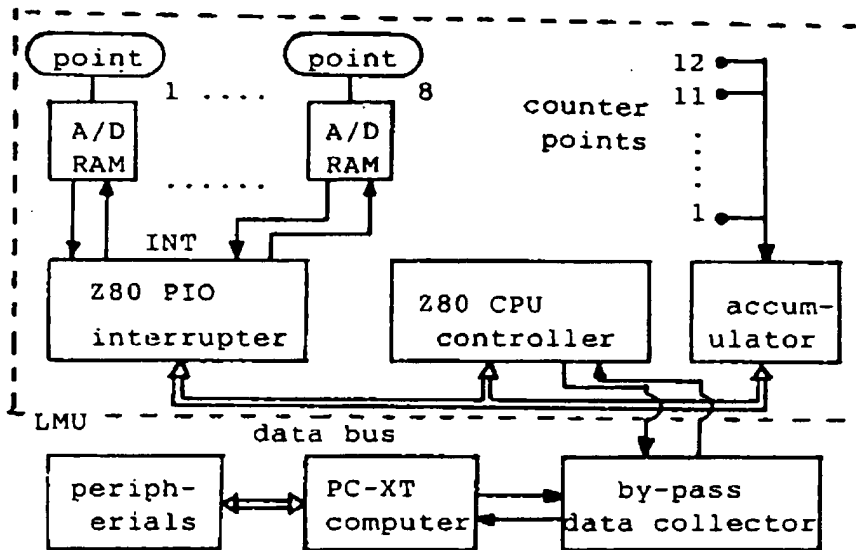 point
point
1 ....
8
A/D
RAM
A/D
RAM
......
12
11
counter
points
1
INT
Z80 PIO
interrupter
Z80 CPU
controller
accum-
ulator
LMU
data bus
periph-
erials
PC-XT
computer
by-pass
data collector